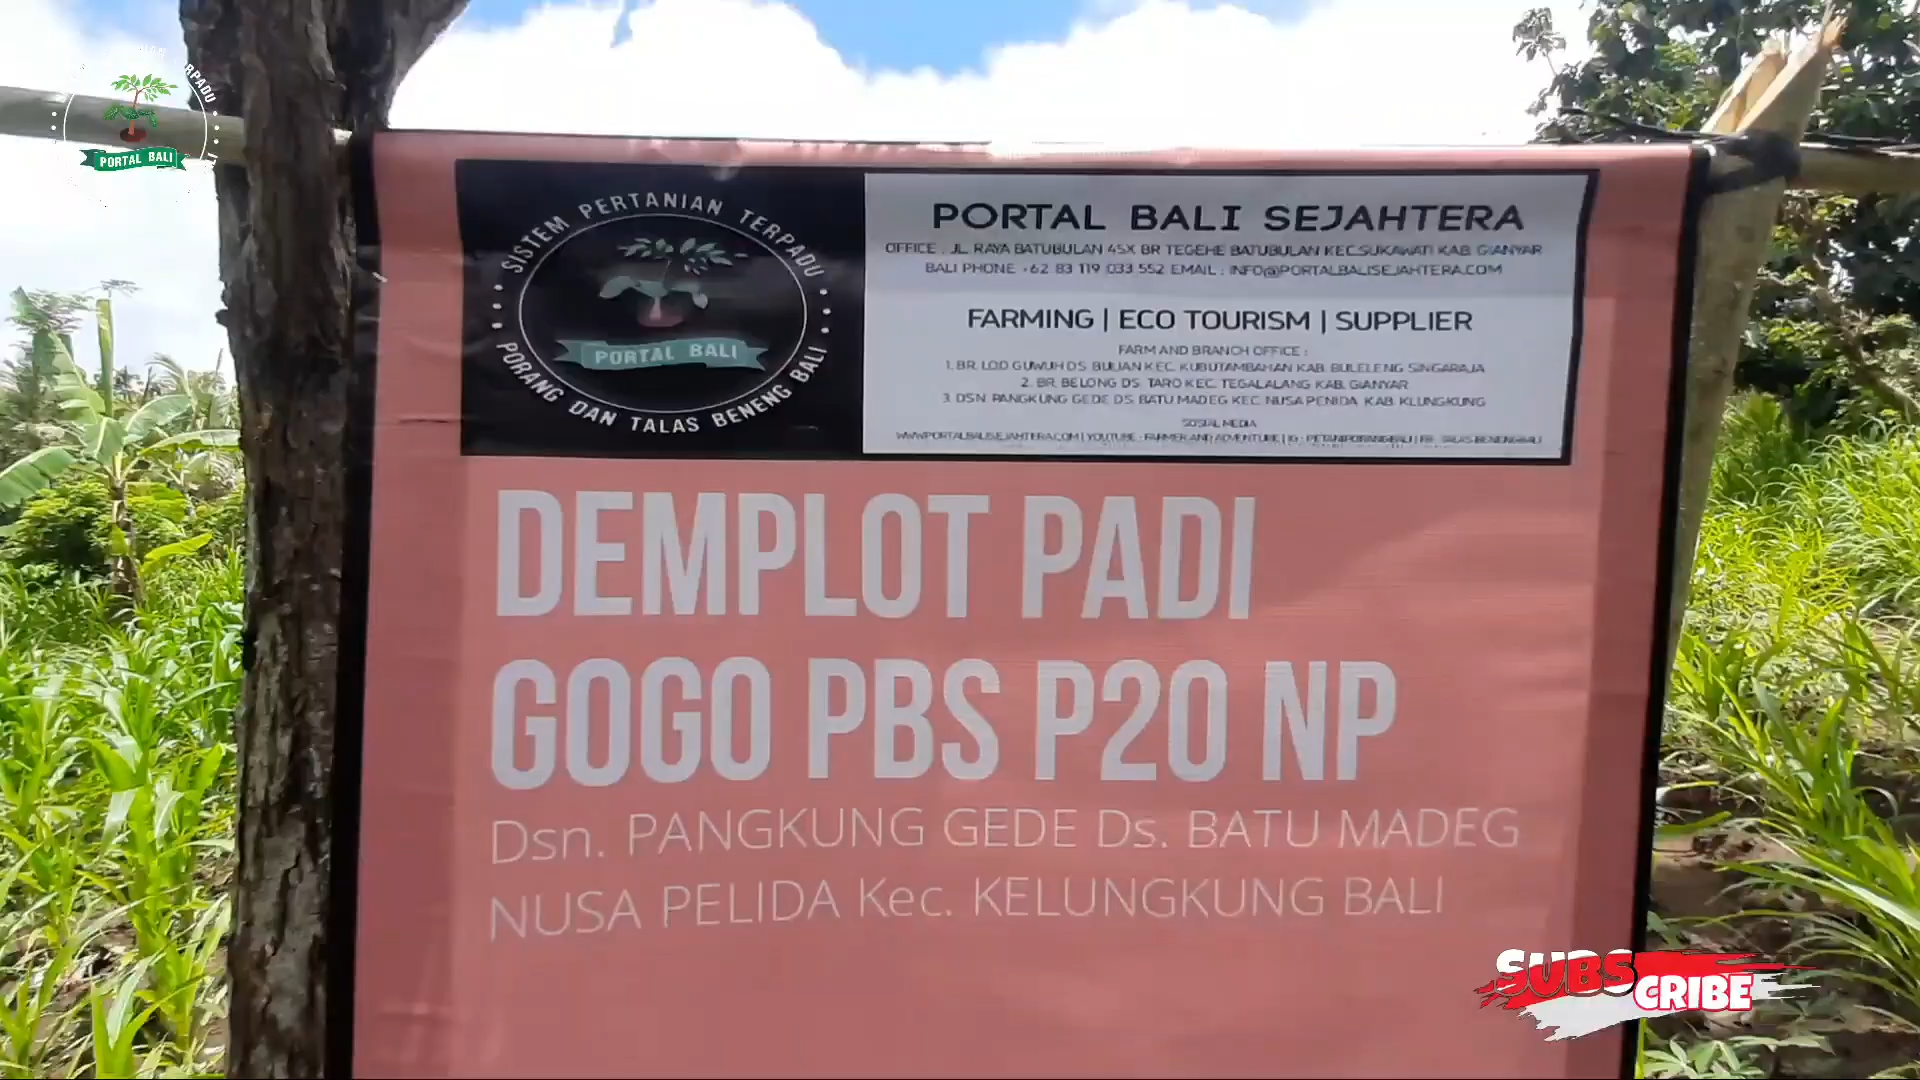 RPADU
PORTAL BALI
SISTEM PERTANIAN TERPADU
PORTAL BALI
PORANG DAN TALAS BENENG BALI
PORTAL BALI SEJAHTERA
OFFICE : JL. RAYA BATUBULAN 45X BR TEGEHE BATUBULAN KEC.SUKAWATI KAB. GIANYAR
BALI PHONE +62 83 119 033 552 EMAIL : INFO@PORTALBALISEJAHTERA.COM
FARMING | ECO TOURISM | SUPPLIER
FARM AND BRANCH OFFICE :
1. BR. LOD GUWUH DS. BULIAN KEC. KUBUTAMBAHAN KAB. BULELENG SINGARAJA
2. BR. BELONG DS. TARO KEC. TEGALALANG KAB. GIANYAR
3. DSN. PANGKUNG GEDE DS. BATU MADEG KEC. NUSA PENIDA KAB. KLUNGKUNG
SOSIAL MEDIA
WWW.PORTALBALISEJAHTERA.COM | YOUTUBE : FARMER AND ADVENTURE | IG : PETANIPORANGBALI | FB : TALAS BENENG BALI
DEMPLOT PADI
GOGO PBS P20 NP
Dsn. PANGKUNG GEDE Ds. BATU MADEG
NUSA PELIDA Kec. KELUNGKUNG BALI
SUBS
CRIBE